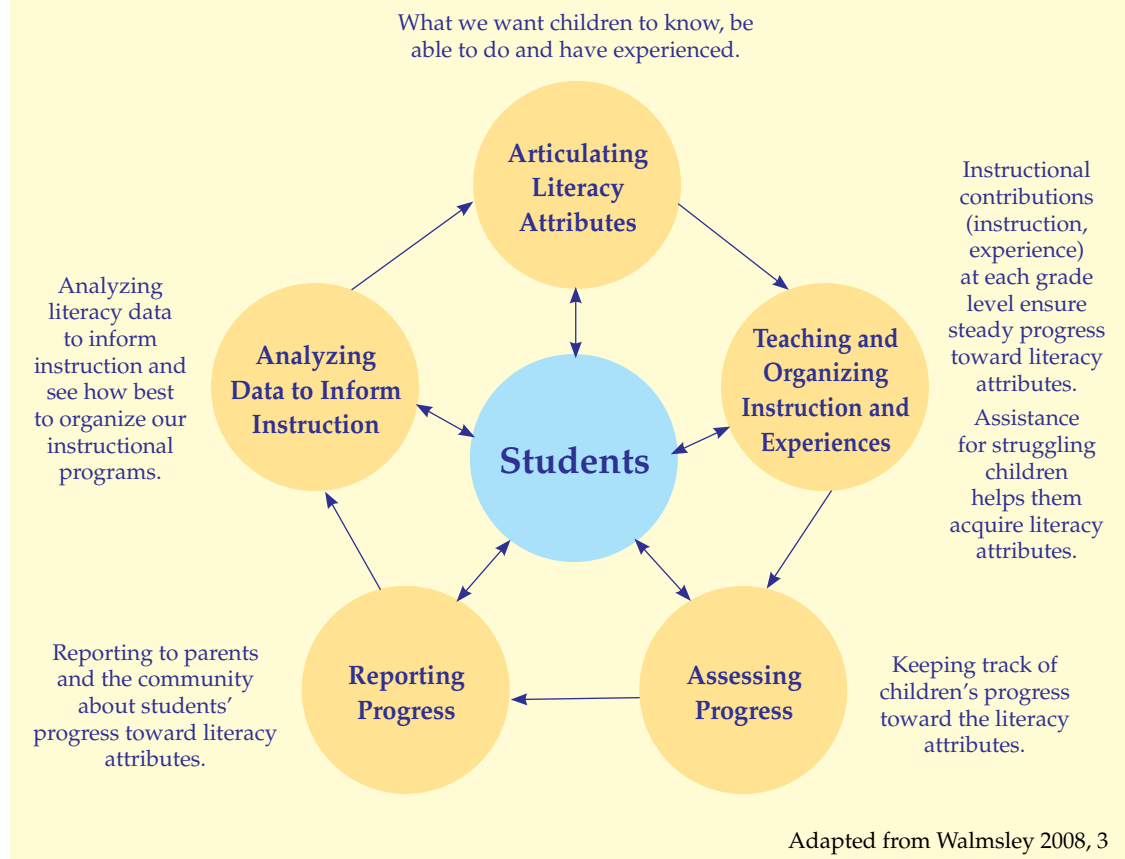 What we want children to know, be
able to do and have experienced.
Articulating
Literacy
Attributes
Instructional
contributions
(instruction,
experience)
at each grade
level ensure
steady progress
toward literacy
attributes.
Assistance
for struggling
children
helps them
acquire literacy
attributes.
Teaching and
Organizing
Instruction and
Experiences
Analyzing
literacy data
to inform
instruction and
see how best
to organize our
instructional
programs.
Analyzing
Data to Inform
Instruction
Students
Reporting to parents
and the community
about students’
progress toward literacy
attributes.
Reporting
Progress
Assessing
Progress
Keeping track of
children’s progress
toward the literacy
attributes.
Adapted from Walmsley 2008, 3